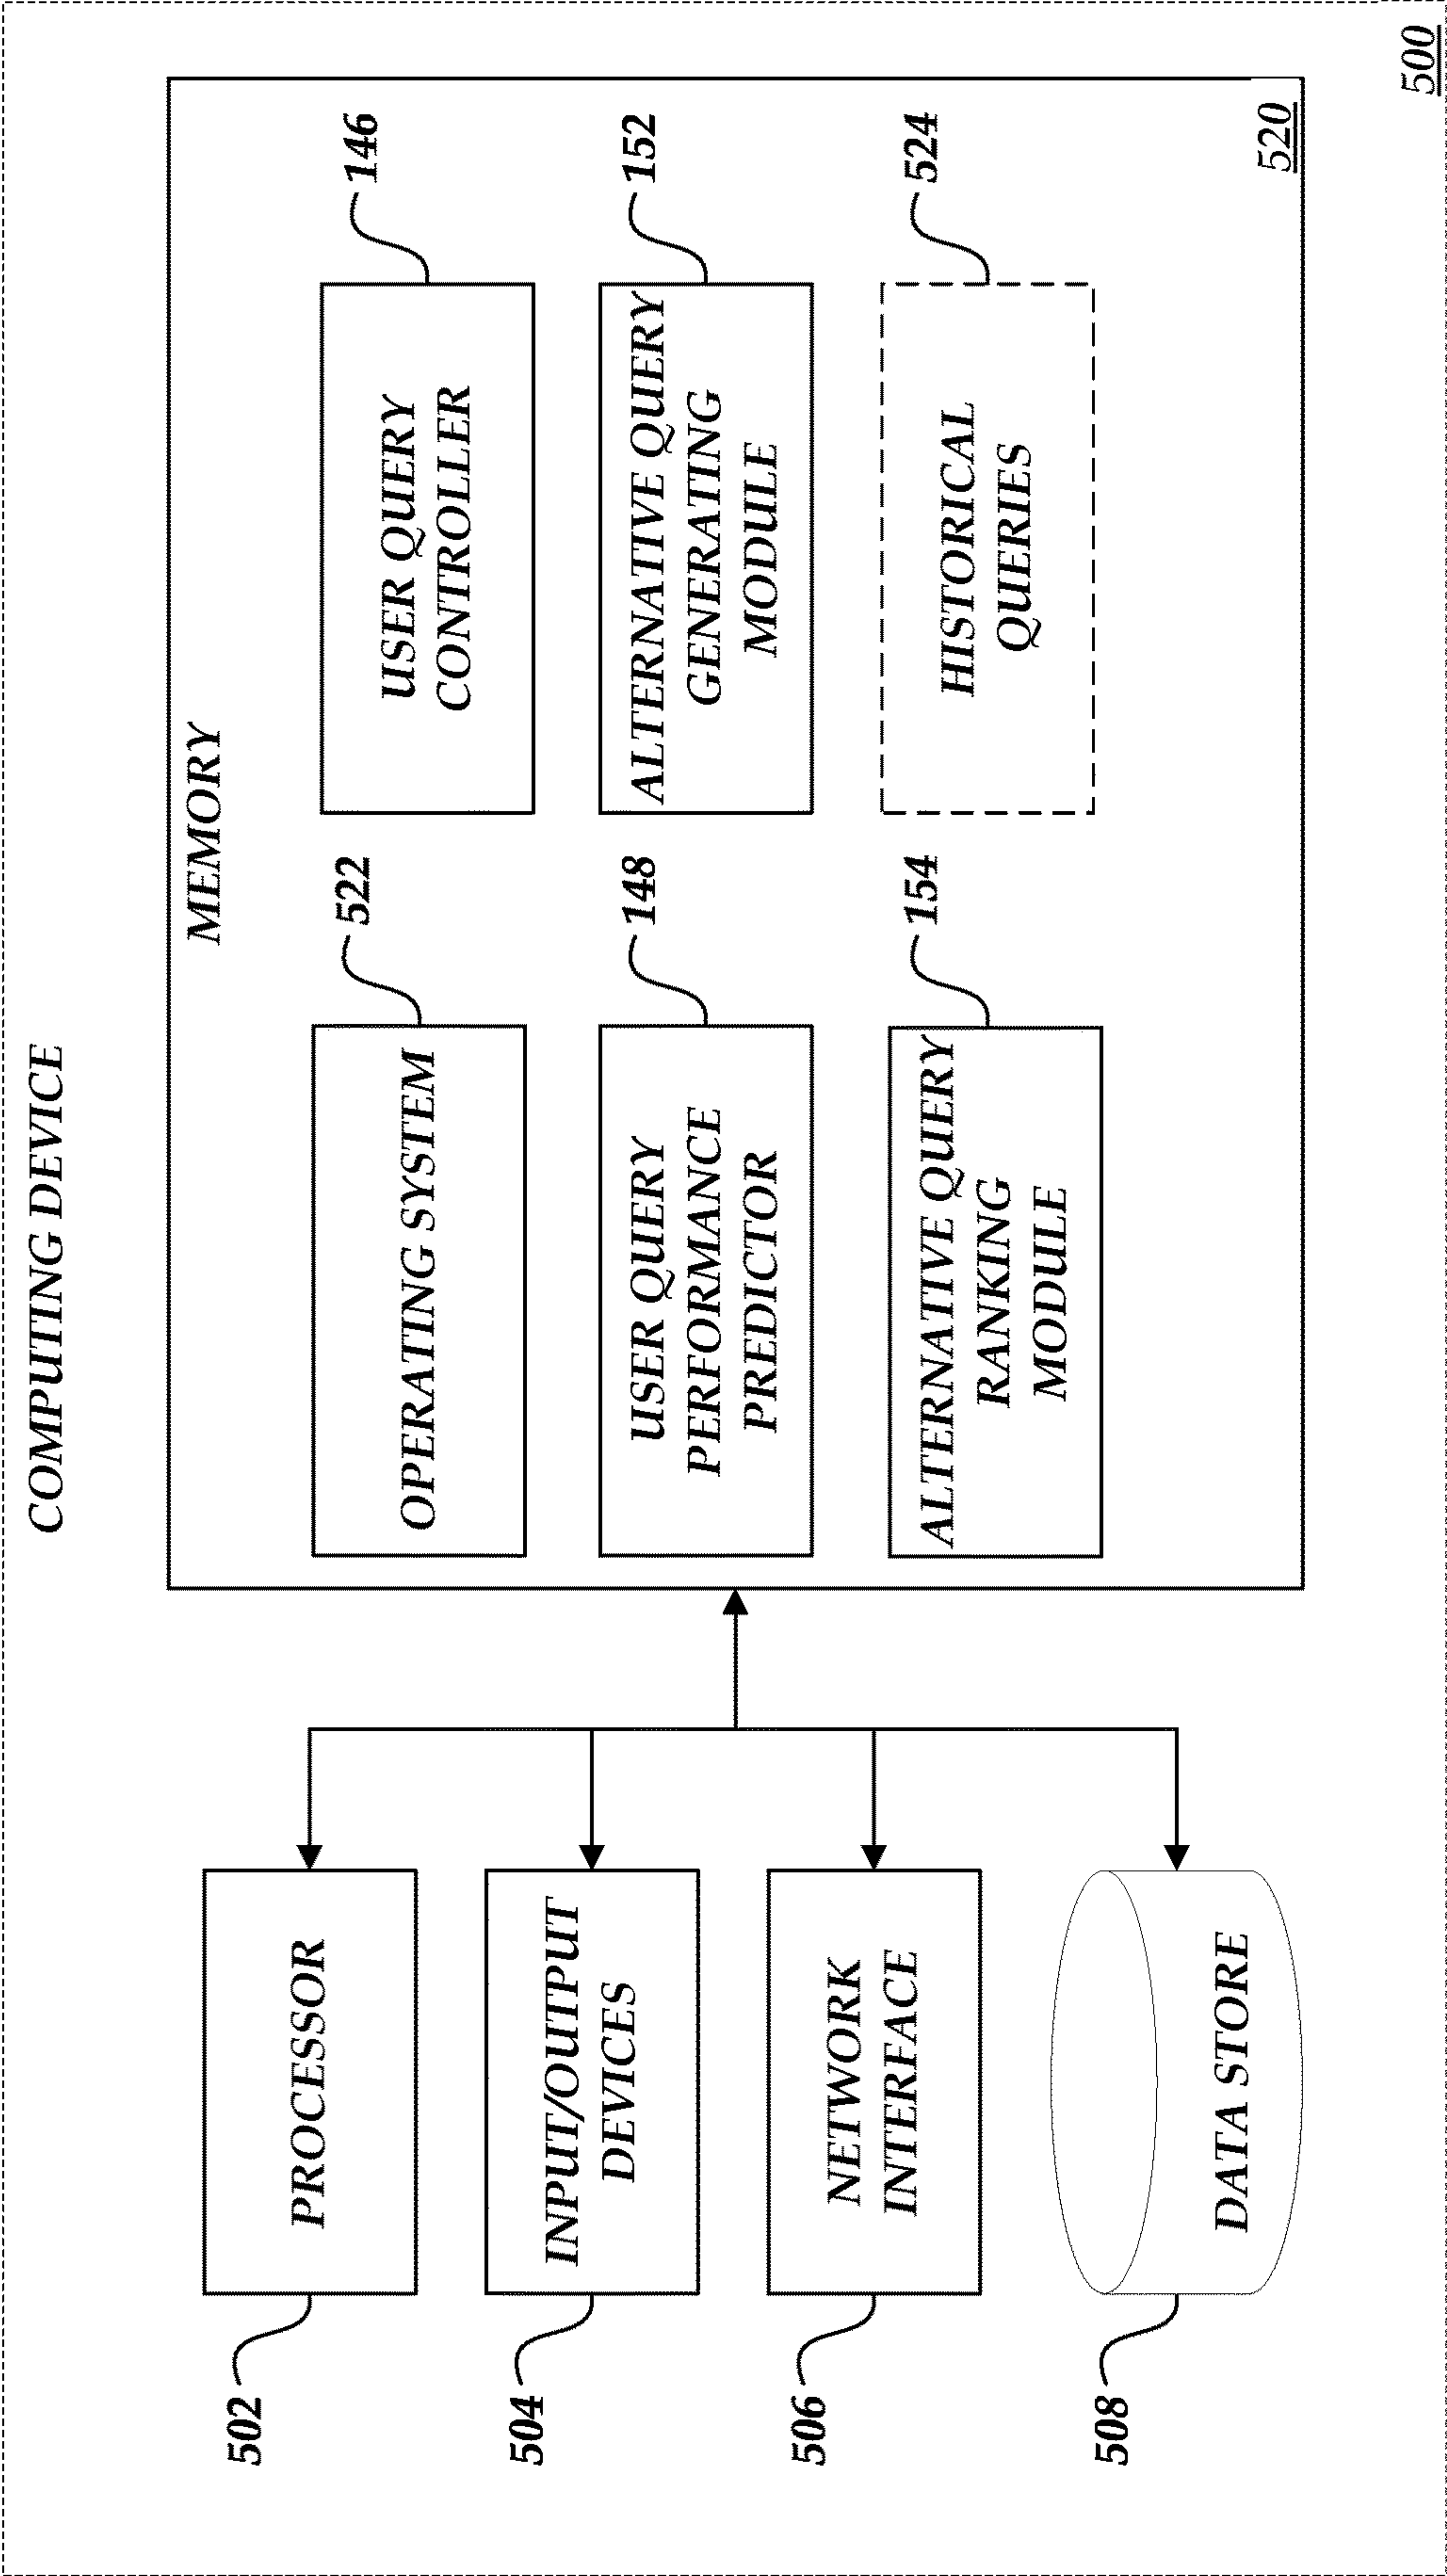 COMPUTING DEVICE
MEMORY
502
PROCESSOR
504
INPUT/OUTPUT
DEVICES
506
NETWORK
INTERFACE
508
DATA STORE
522
OPERATING SYSTEM
146
USER QUERY
CONTROLLER
148
USER QUERY
PERFORMANCE
PREDICTOR
152
ALTERNATIVE QUERY
GENERATING
MODULE
154
ALTERNATIVE QUERY
RANKING
MODULE
524
HISTORICAL
QUERIES
520
500